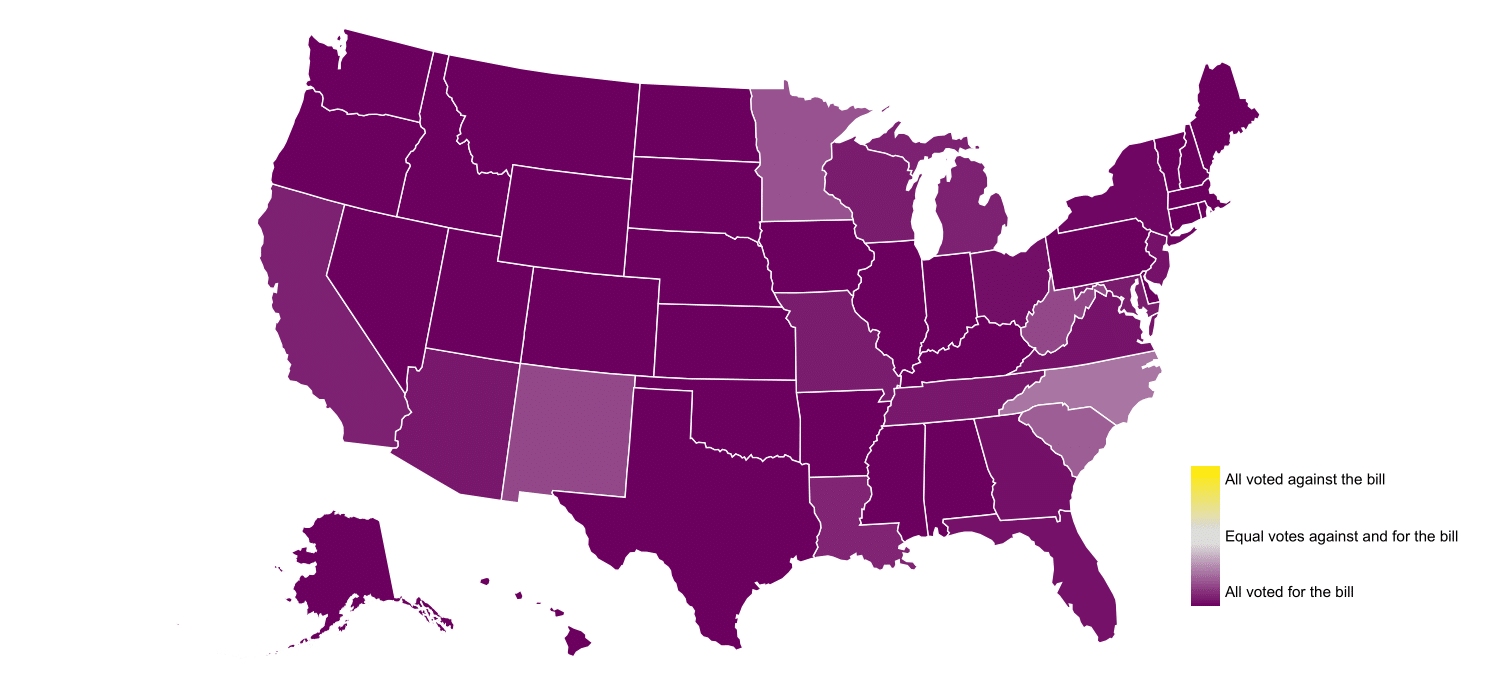 All voted against the bill
Equal votes against and for the bill
All voted for the bill